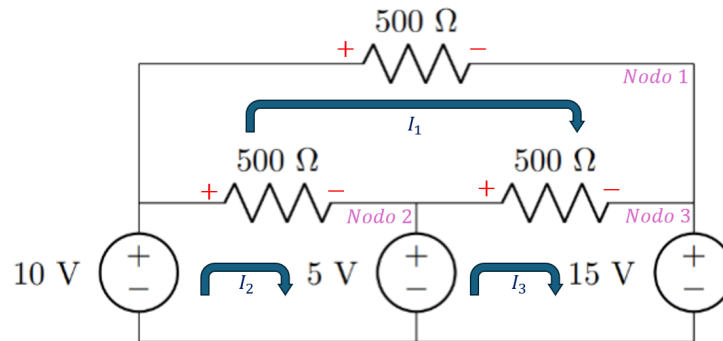 500 Ω
+ −
Nodo 1
I₁
500 Ω 500 Ω
+ − + −
Nodo 2 Nodo 3
10 V + − I₂ 5 V + − I₃ 15 V + −